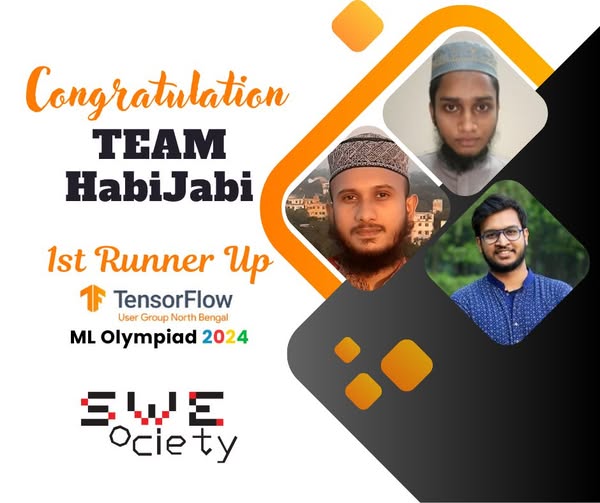 Congratulation
TEAM
HabiJabi
1st Runner Up
TensorFlow
User Group North Bengal
ML Olympiad 2024
SWE
ociety